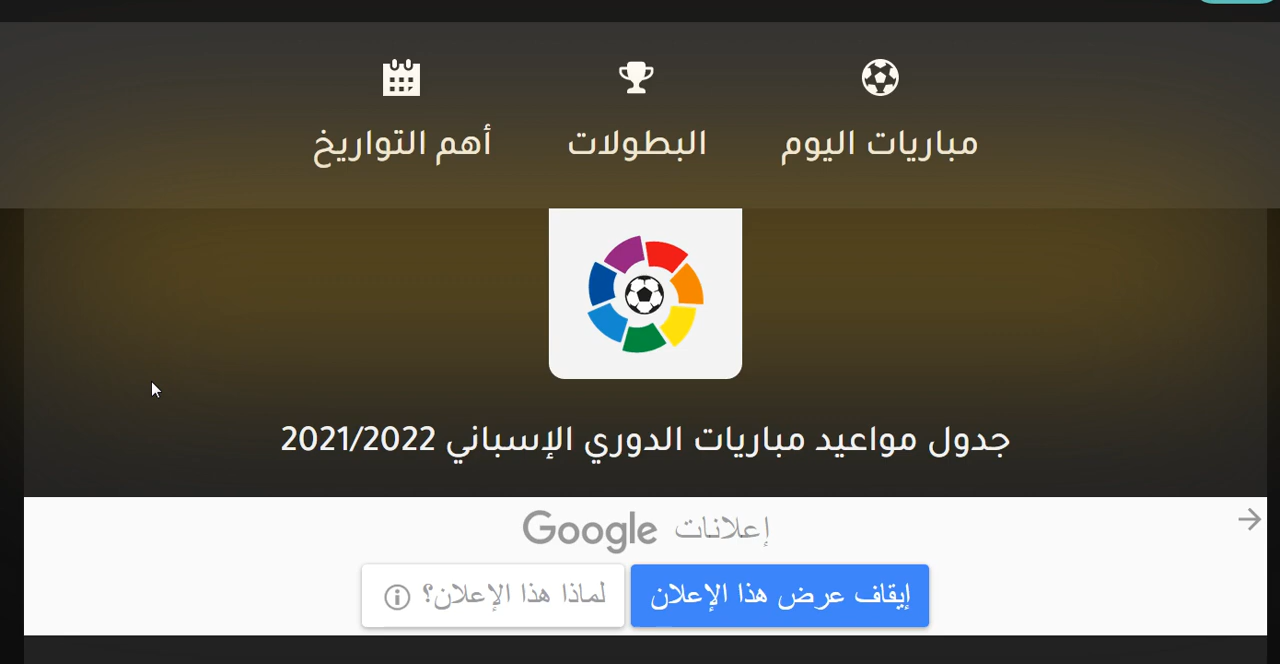 مباريات اليوم البطولات أهم التواريخ
جدول مواعيد مباريات الدوري الإسباني 2021/2022
إعلانات Google
إيقاف عرض هذا الإعلان لماذا هذا الإعلان؟